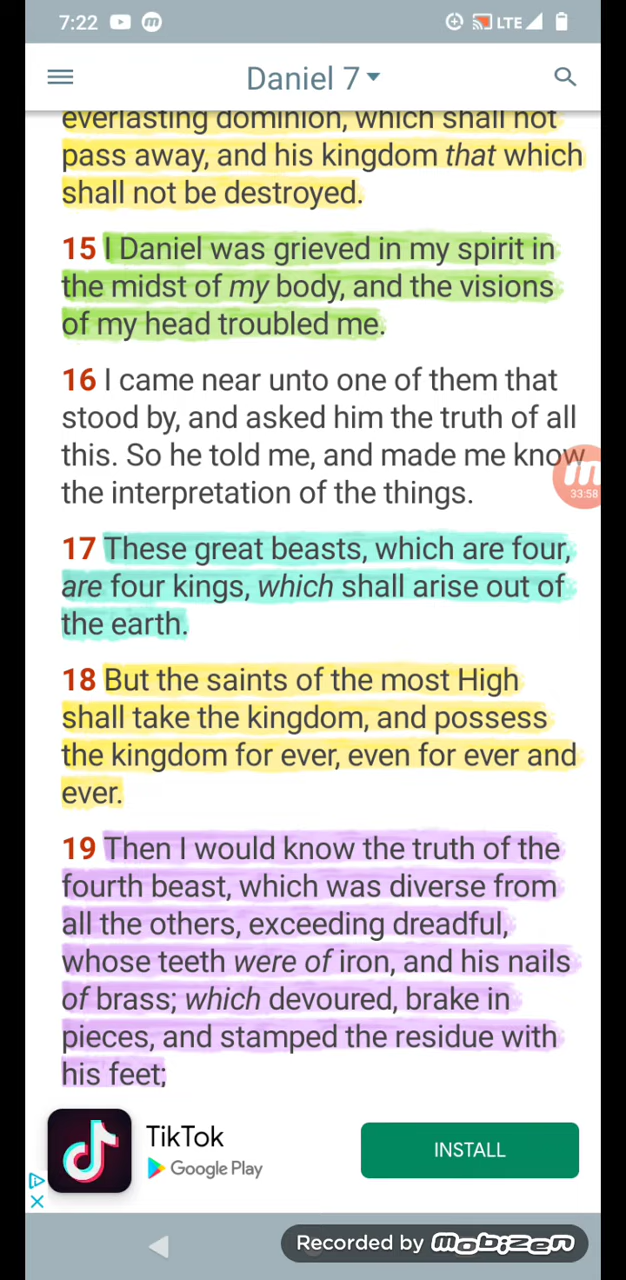 7:22
LTE
Daniel 7
everlasting dominion, which shall not
pass away, and his kingdom that which
shall not be destroyed.
15 I Daniel was grieved in my spirit in
the midst of my body, and the visions
of my head troubled me.
16 I came near unto one of them that
stood by, and asked him the truth of all
this. So he told me, and made me know
the interpretation of the things.
33:58
17 These great beasts, which are four,
are four kings, which shall arise out of
the earth.
18 But the saints of the most High
shall take the kingdom, and possess
the kingdom for ever, even for ever and
ever.
19 Then I would know the truth of the
fourth beast, which was diverse from
all the others, exceeding dreadful,
whose teeth were of iron, and his nails
of brass; which devoured, brake in
pieces, and stamped the residue with
his feet;
TikTok
Google Play
INSTALL
Recorded by mobizen